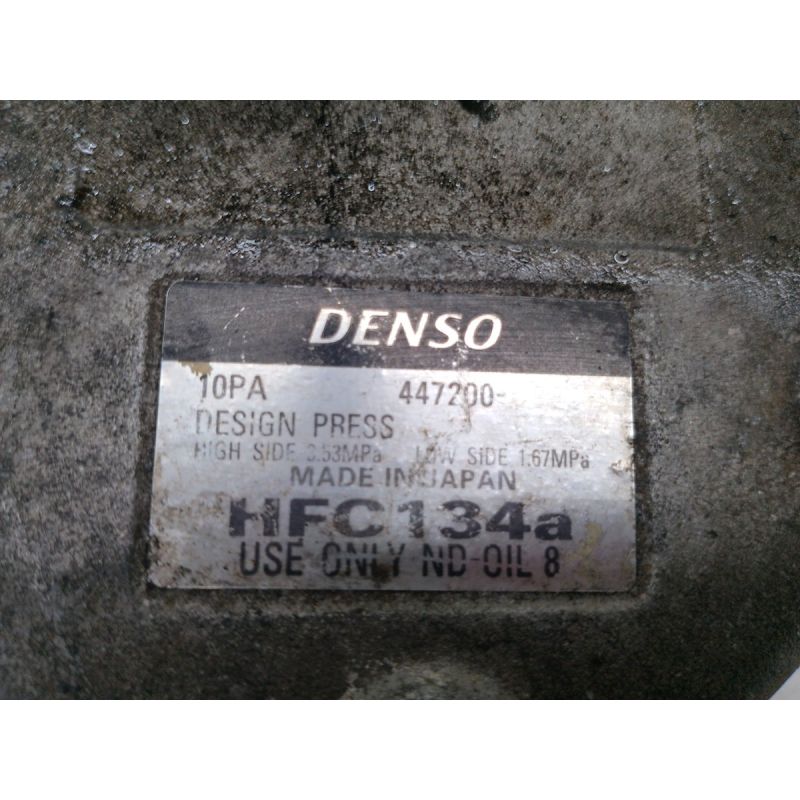 DENSO
10PA 447200-
DESIGN PRESS
HIGH SIDE 3.53MPa LOW SIDE 1.67MPa
MADE IN JAPAN
HFC134a
USE ONLY ND-OIL 8